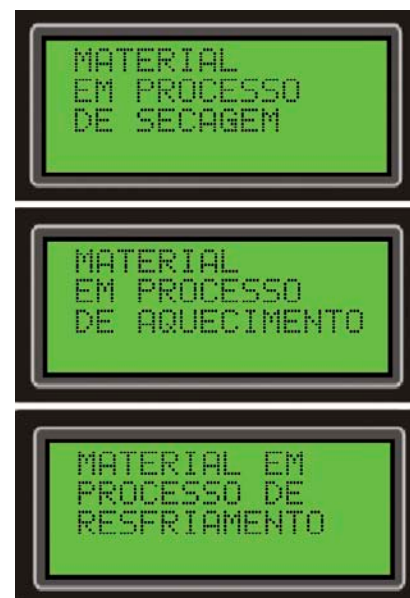 MATERIAL
EM PROCESSO
DE SECAGEM
MATERIAL
EM PROCESSO
DE AQUECIMENTO
MATERIAL EM
PROCESSO DE
RESFRIAMENTO